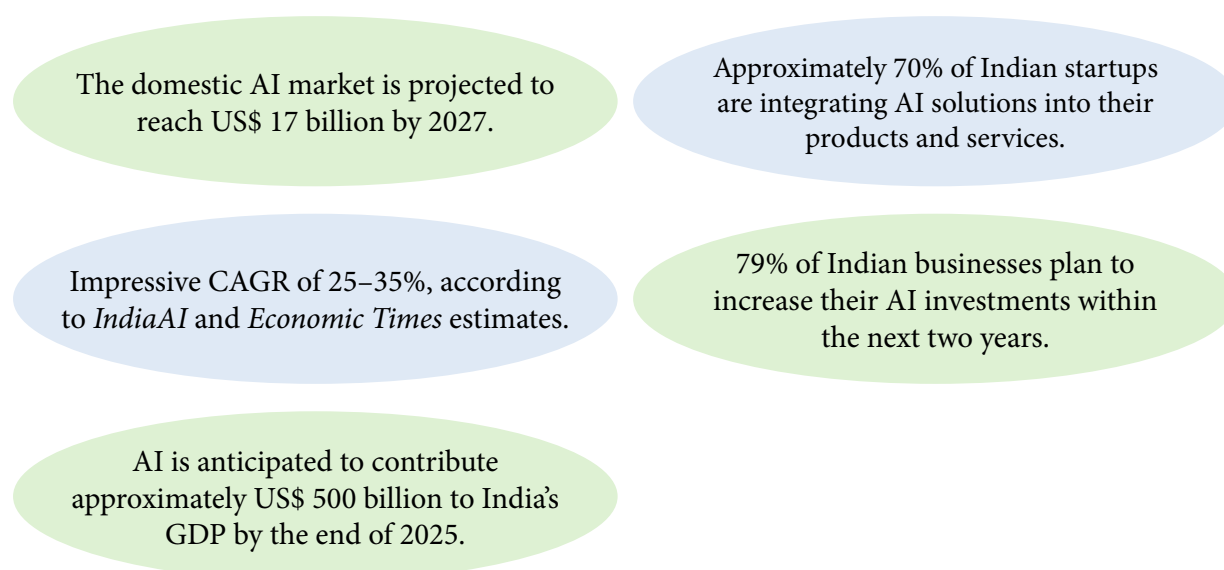 The domestic AI market is projected to
reach US$ 17 billion by 2027.
Approximately 70% of Indian startups
are integrating AI solutions into their
products and services.
Impressive CAGR of 25–35%, according
to IndiaAI and Economic Times estimates.
79% of Indian businesses plan to
increase their AI investments within
the next two years.
AI is anticipated to contribute
approximately US$ 500 billion to India’s
GDP by the end of 2025.